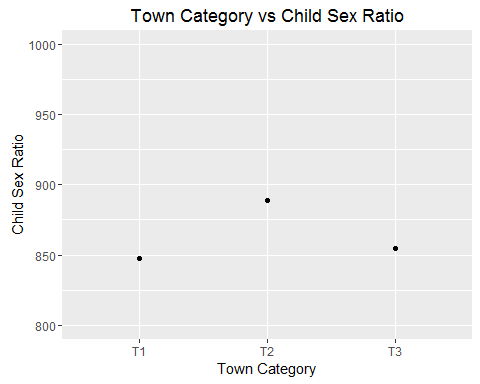 Town Category vs Child Sex Ratio
1000
950
900
850
800
Child Sex Ratio
T1 T2 T3
Town Category